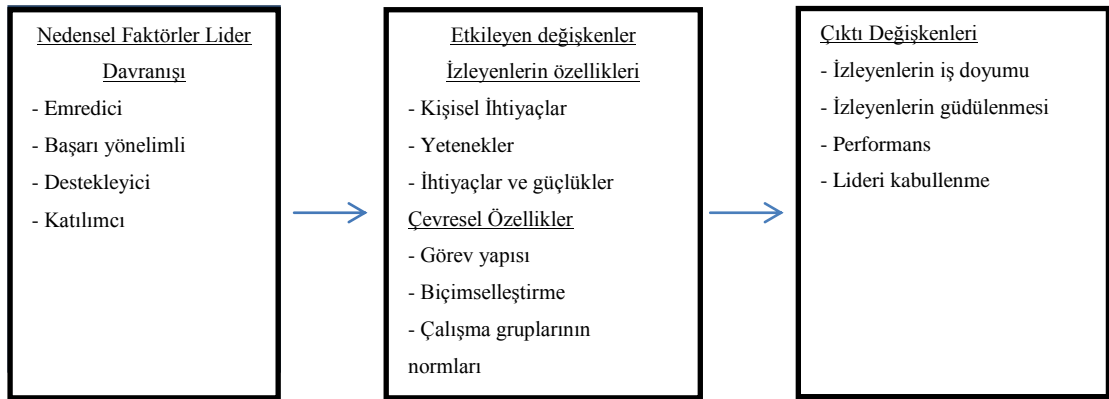 Nedensel Faktörler Lider
Davranışı
- Emredici
- Başarı yönelimli
- Destekleyici
- Katılımcı
Etkileyen değişkenler
İzleyenlerin özellikleri
- Kişisel İhtiyaçlar
- Yetenekler
- İhtiyaçlar ve güçlükler
Çevresel Özellikler
- Görev yapısı
- Biçimselleştirme
- Çalışma gruplarının
normları
Çıktı Değişkenleri
- İzleyenlerin iş doyumu
- İzleyenlerin güdülenmesi
- Performans
- Lideri kabullenme